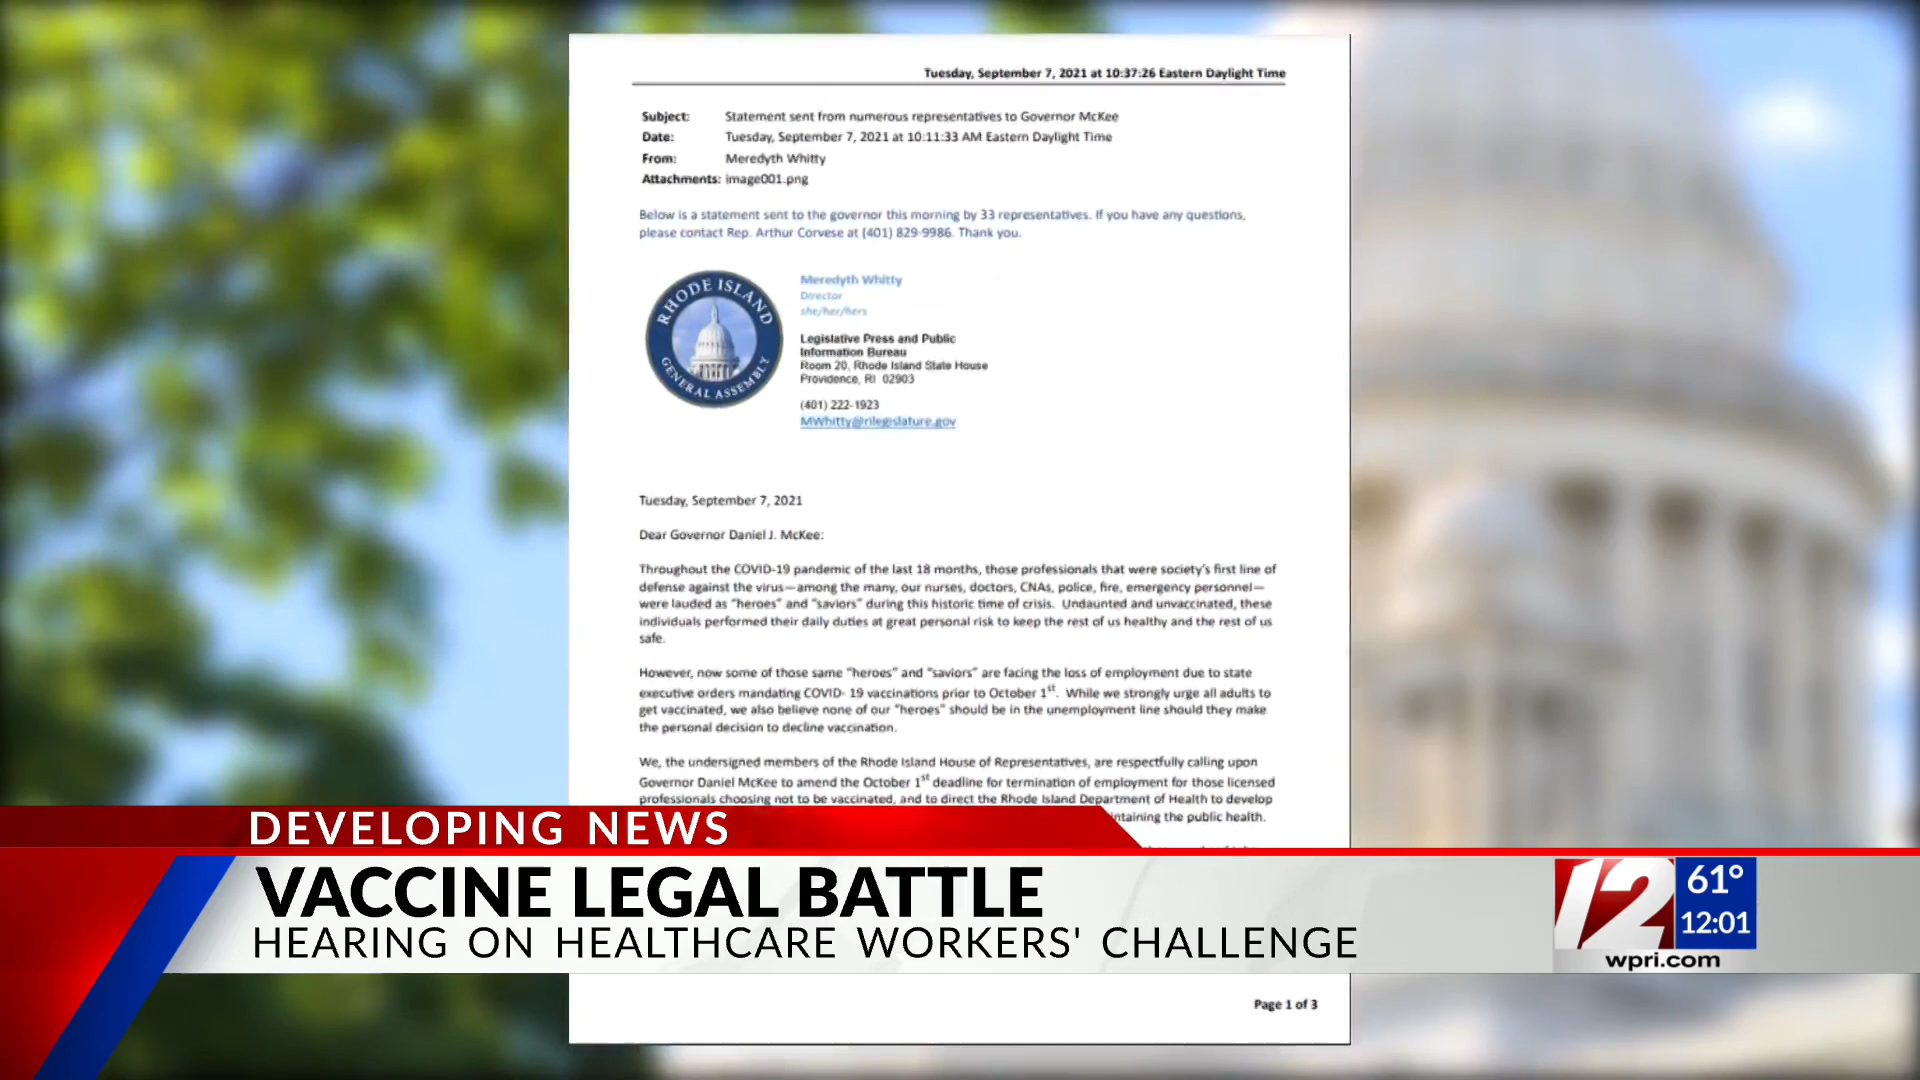 Tuesday, September 7, 2021 at 10:37:26 Eastern Daylight Time
Subject: Statement sent from numerous representatives to Governor McKee
Date: Tuesday, September 7, 2021 at 10:11:33 AM Eastern Daylight Time
From: Meredyth Whitty
Attachments: image001.png
Below is a statement sent to the governor this morning by 33 representatives. If you have any questions,
please contact Rep. Arthur Corvese at (401) 829-9986. Thank you.
RHODE ISLAND
GENERAL ASSEMBLY
Meredyth Whitty
Director
she/her/hers
Legislative Press and Public
Information Bureau
Room 20, Rhode Island State House
Providence, RI 02903
(401) 222-1923
MWhitty@rilegislature.gov
Tuesday, September 7, 2021
Dear Governor Daniel J. McKee:
Throughout the COVID-19 pandemic of the last 18 months, those professionals that were society's first line of
defense against the virus—among the many, our nurses, doctors, CNAs, police, fire, emergency personnel—
were lauded as "heroes" and "saviors" during this historic time of crisis. Undaunted and unvaccinated, these
individuals performed their daily duties at great personal risk to keep the rest of us healthy and the rest of us
safe.
However, now some of those same "heroes" and "saviors" are facing the loss of employment due to state
executive orders mandating COVID- 19 vaccinations prior to October 1st. While we strongly urge all adults to
get vaccinated, we also believe none of our "heroes" should be in the unemployment line should they make
the personal decision to decline vaccination.
We, the undersigned members of the Rhode Island House of Representatives, are respectfully calling upon
Governor Daniel McKee to amend the October 1st deadline for termination of employment for those licensed
professionals choosing not to be vaccinated, and to direct the Rhode Island Department of Health to develop
the public health.
DEVELOPING NEWS
VACCINE LEGAL BATTLE
HEARING ON HEALTHCARE WORKERS' CHALLENGE
12
61°
12:01
wpri.com
Page 1 of 3